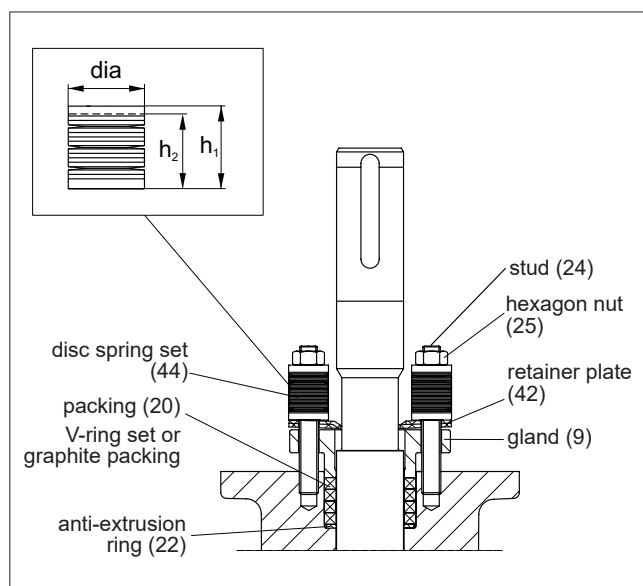 dia
h₂
h₁
stud (24)
hexagon nut
(25)
disc spring set
(44)
retainer plate
(42)
packing (20)
V-ring set or
graphite packing
gland (9)
anti-extrusion
ring (22)